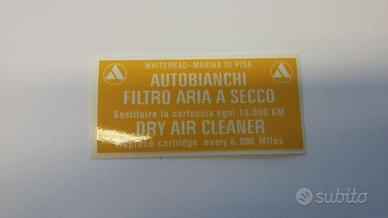 WHITEHEAD-MARINA DI PISA
AUTOBIANCHI
FILTRO ARIA A SECCO
Sostituire la cartuccia ogni 10.000 KM
DRY AIR CLEANER
Replace cartridge every 6.000 Miles
subito